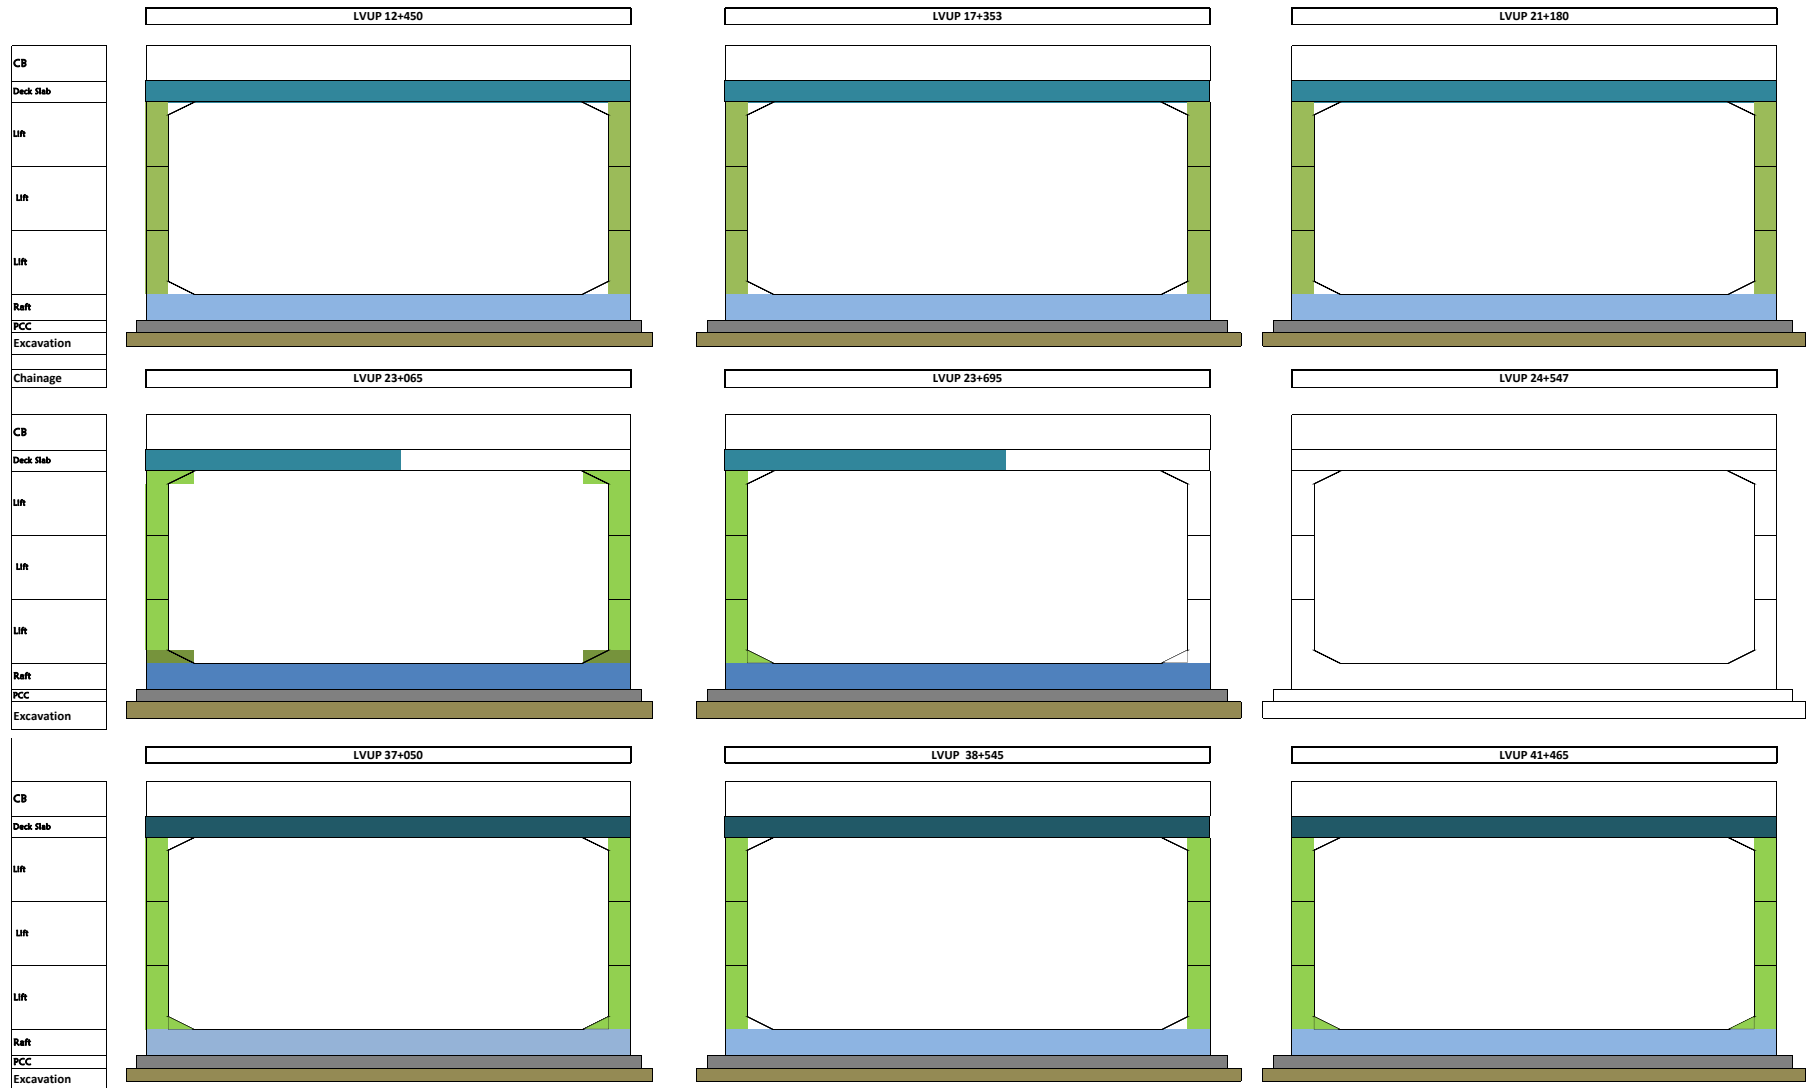 LVUP 12+450
LVUP 17+353
LVUP 21+180
CB
Deck Slab
Lift
Lift
Lift
Raft
PCC
Excavation
Chainage
LVUP 23+065
LVUP 23+695
LVUP 24+547
CB
Deck Slab
Lift
Lift
Lift
Raft
PCC
Excavation
LVUP 37+050
LVUP 38+545
LVUP 41+465
CB
Deck Slab
Lift
Lift
Lift
Raft
PCC
Excavation